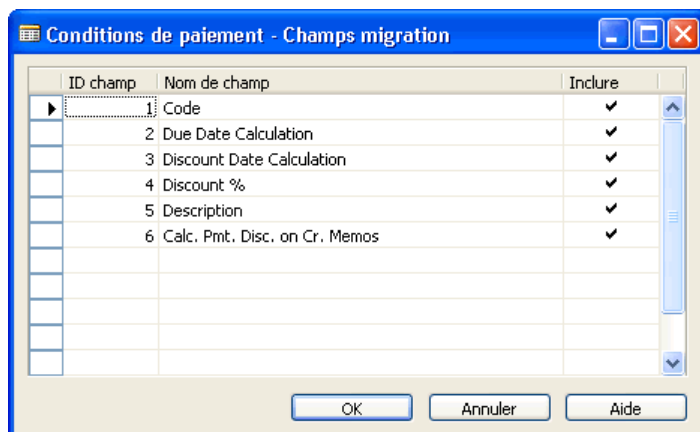 Conditions de paiement - Champs migration
ID champ Nom de champ Inclure
1 Code
2 Due Date Calculation
3 Discount Date Calculation
4 Discount %
5 Description
6 Calc. Pmt. Disc. on Cr. Memos
OK Annuler Aide